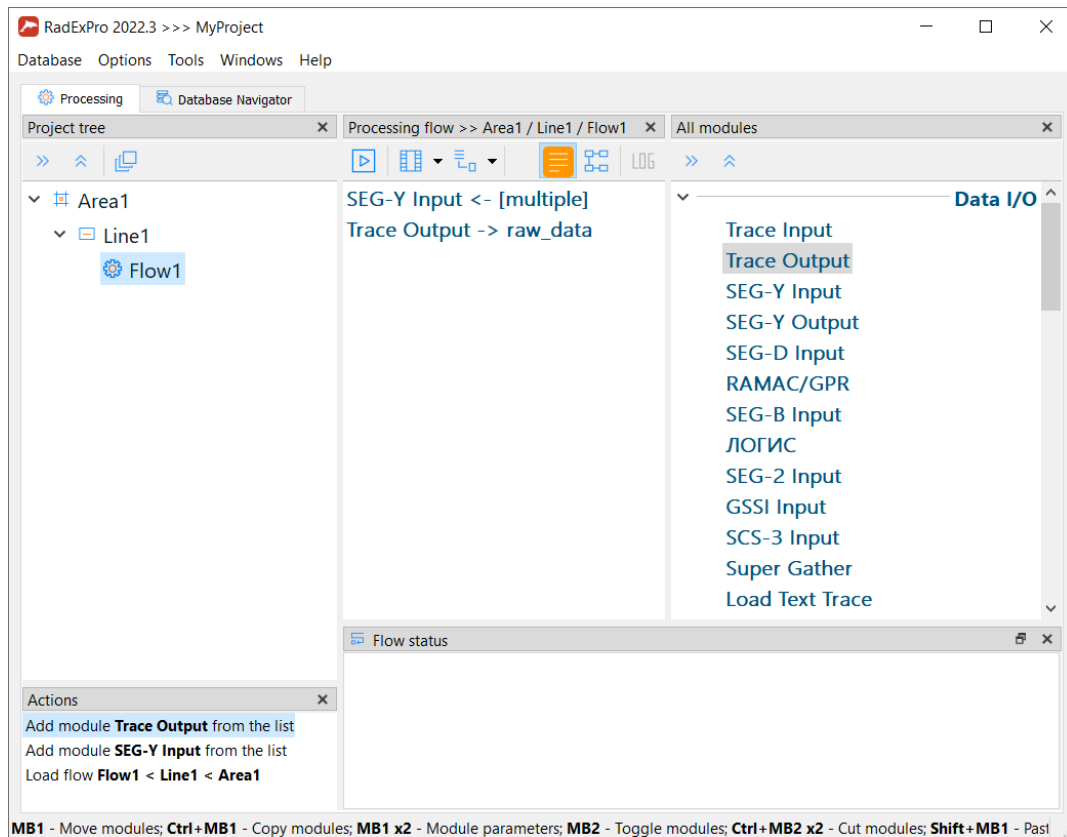 RadExPro 2022.3 >>> MyProject
Database Options Tools Windows Help
Processing
Database Navigator
Project tree
Area1
Line1
Flow1
Processing flow >> Area1 / Line1 / Flow1
LOG
SEG-Y Input <- [multiple]
Trace Output -> raw_data
All modules
Data I/O
Trace Input
Trace Output
SEG-Y Input
SEG-Y Output
SEG-D Input
RAMAC/GPR
SEG-B Input
ЛОГИС
SEG-2 Input
GSSI Input
SCS-3 Input
Super Gather
Load Text Trace
Flow status
Actions
Add module Trace Output from the list
Add module SEG-Y Input from the list
Load flow Flow1 < Line1 < Area1
MB1 - Move modules; Ctrl+MB1 - Copy modules; MB1 x2 - Module parameters; MB2 - Toggle modules; Ctrl+MB2 x2 - Cut modules; Shift+MB1 - Past